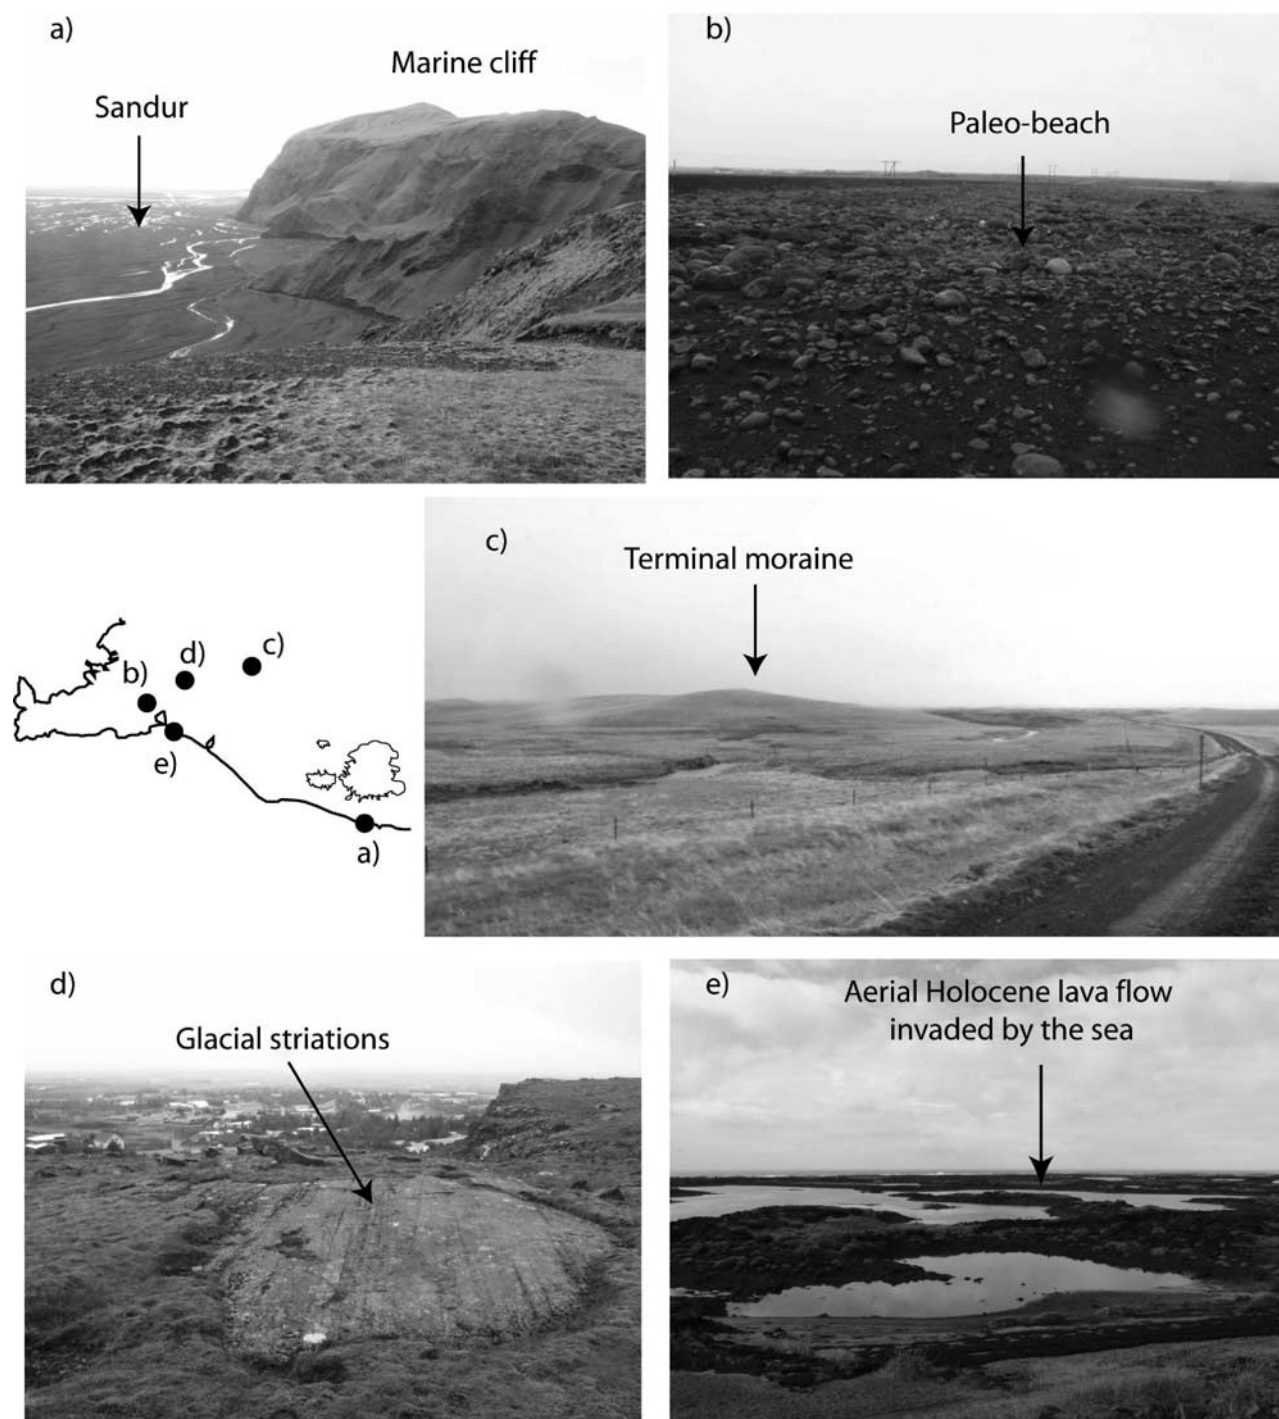 a)
Marine cliff
Sandur
b)
Paleo-beach
c)
Terminal moraine
b)
d)
c)
e)
a)
d)
Glacial striations
e)
Aerial Holocene lava flow
invaded by the sea